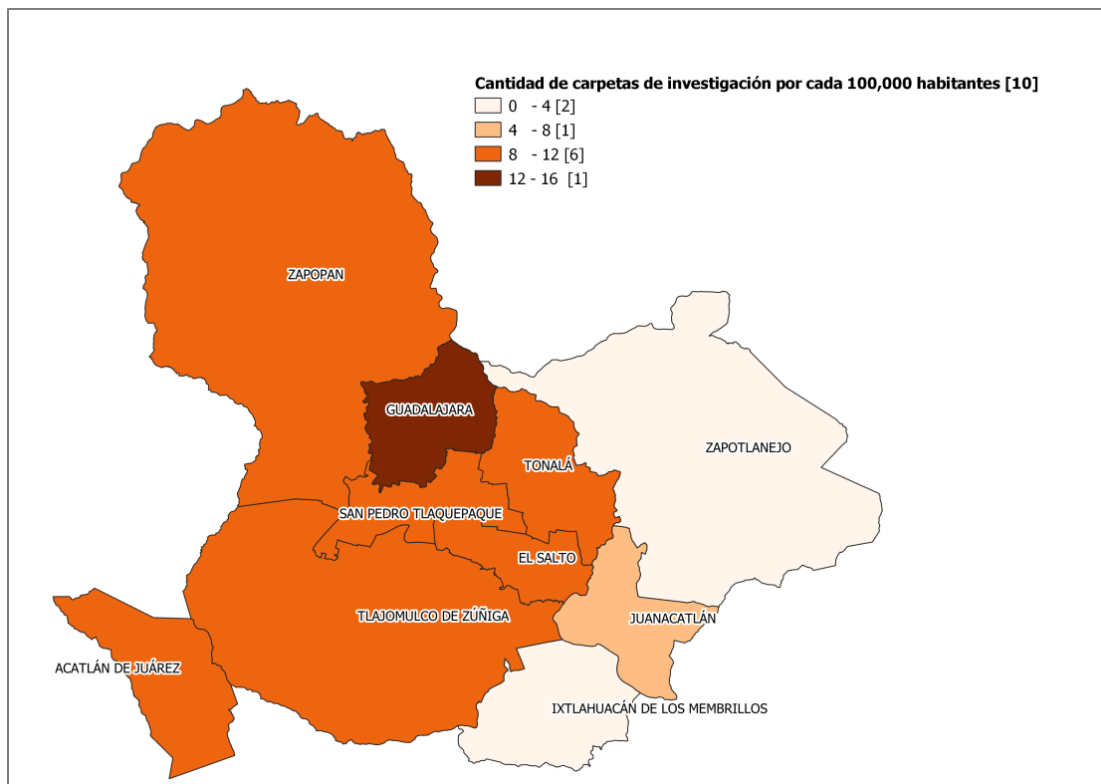 Cantidad de carpetas de investigación por cada 100,000 habitantes [10]
0 - 4 [2]
4 - 8 [1]
8 - 12 [6]
12 - 16 [1]
ZAPOPAN
GUADALAJARA
ZAPOTLANEJO
TONALÁ
SAN PEDRO TLAQUEPAQUE
EL SALTO
TLAJOMULCO DE ZÚÑIGA
JUANACATLÁN
ACATLÁN DE JUÁREZ
IXTLAHUACÁN DE LOS MEMBRILLOS